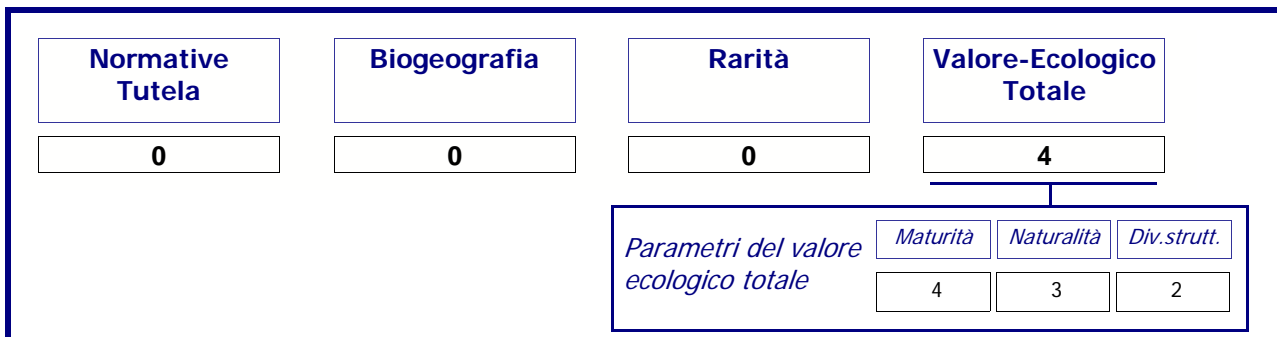 Normative
Tutela
Biogeografia
Rarità
Valore-Ecologico
Totale
0
0
0
4
Parametri del valore
ecologico totale
Maturità
Naturalità
Div.strutt.
4
3
2